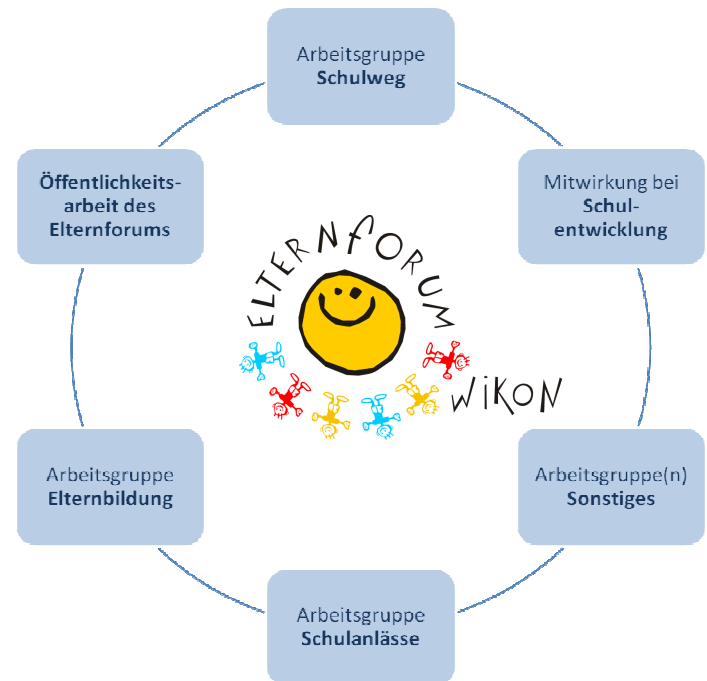 Arbeitsgruppe
Schulweg
Öffentlichkeits-
arbeit des
Elternforums
Mitwirkung bei
Schul-
entwicklung
ELTERNFORUM
WiKON
Arbeitsgruppe
Elternbildung
Arbeitsgruppe(n)
Sonstiges
Arbeitsgruppe
Schulanlässe